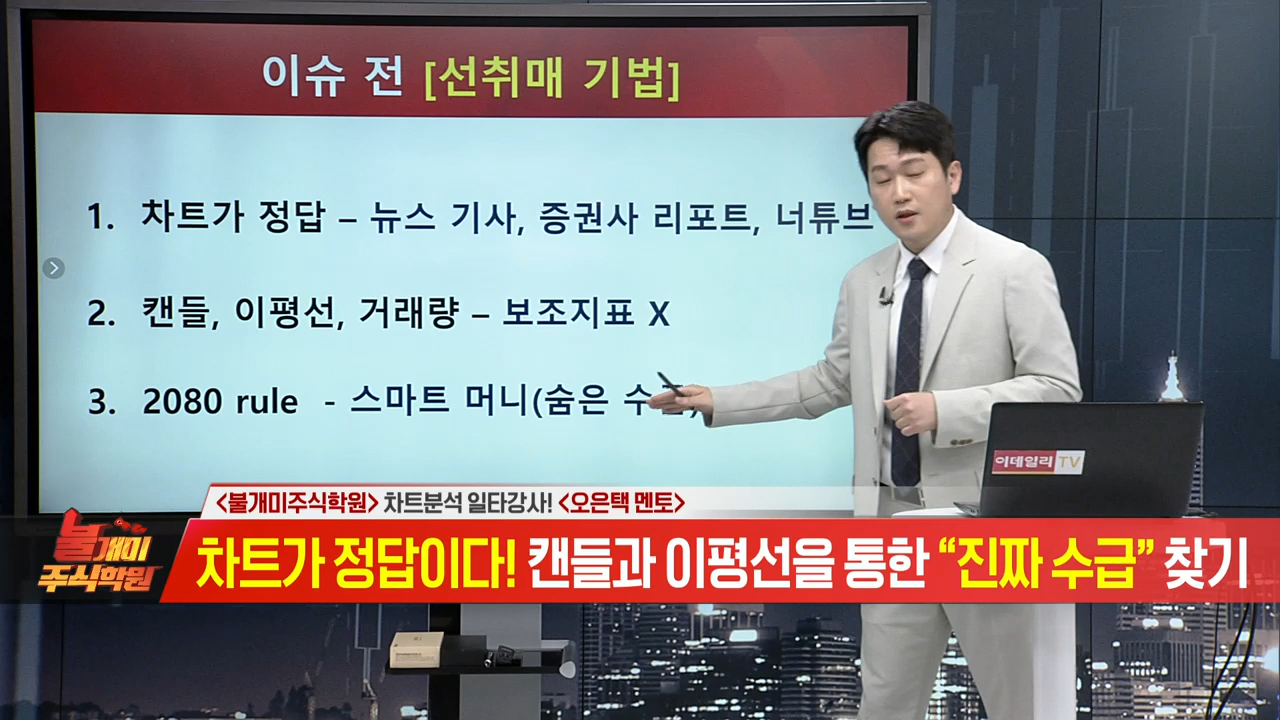 이슈 전 [선취매 기법]
1. 차트가 정답 – 뉴스 기사, 증권사 리포트, 너튜브
2. 캔들, 이평선, 거래량 – 보조지표 X
3. 2080 rule - 스마트 머니(숨은 수급)
이데일리 TV
<불개미주식학원> 차트분석 일타강사! <오은택 멘토>
불개미
주식학원
차트가 정답이다! 캔들과 이평선을 통한 “진짜 수급” 찾기